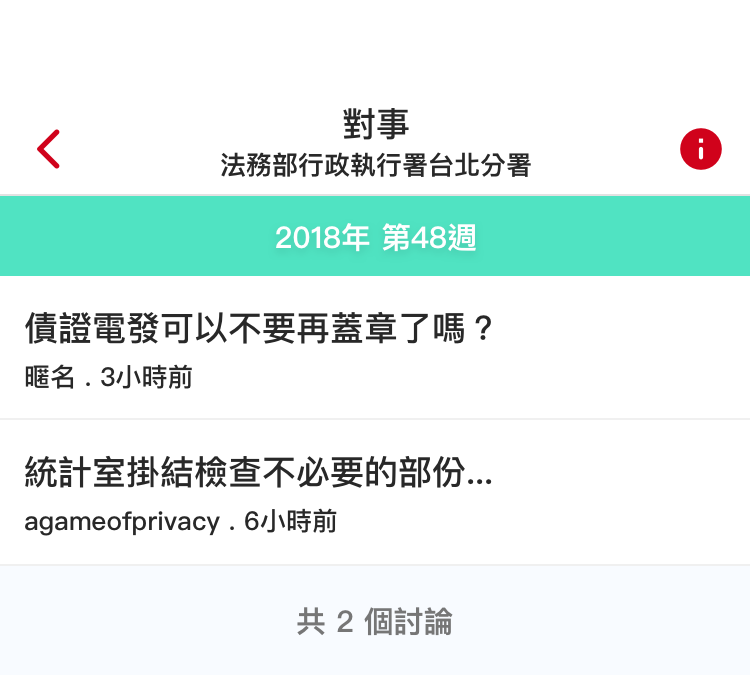 對事
法務部行政執行署台北分署
2018年 第48週
債證電發可以不要再蓋章了嗎？
暱名 . 3小時前
統計室掛結檢查不必要的部份...
agameofprivacy . 6小時前
共 2 個討論